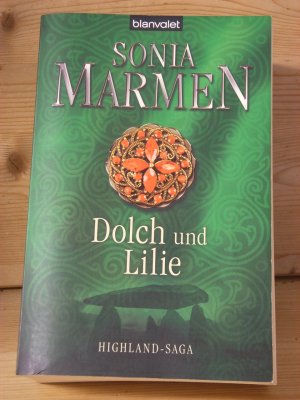 blanvalet
SONIA
MARMEN
Dolch und
Lilie
HIGHLAND-SAGA